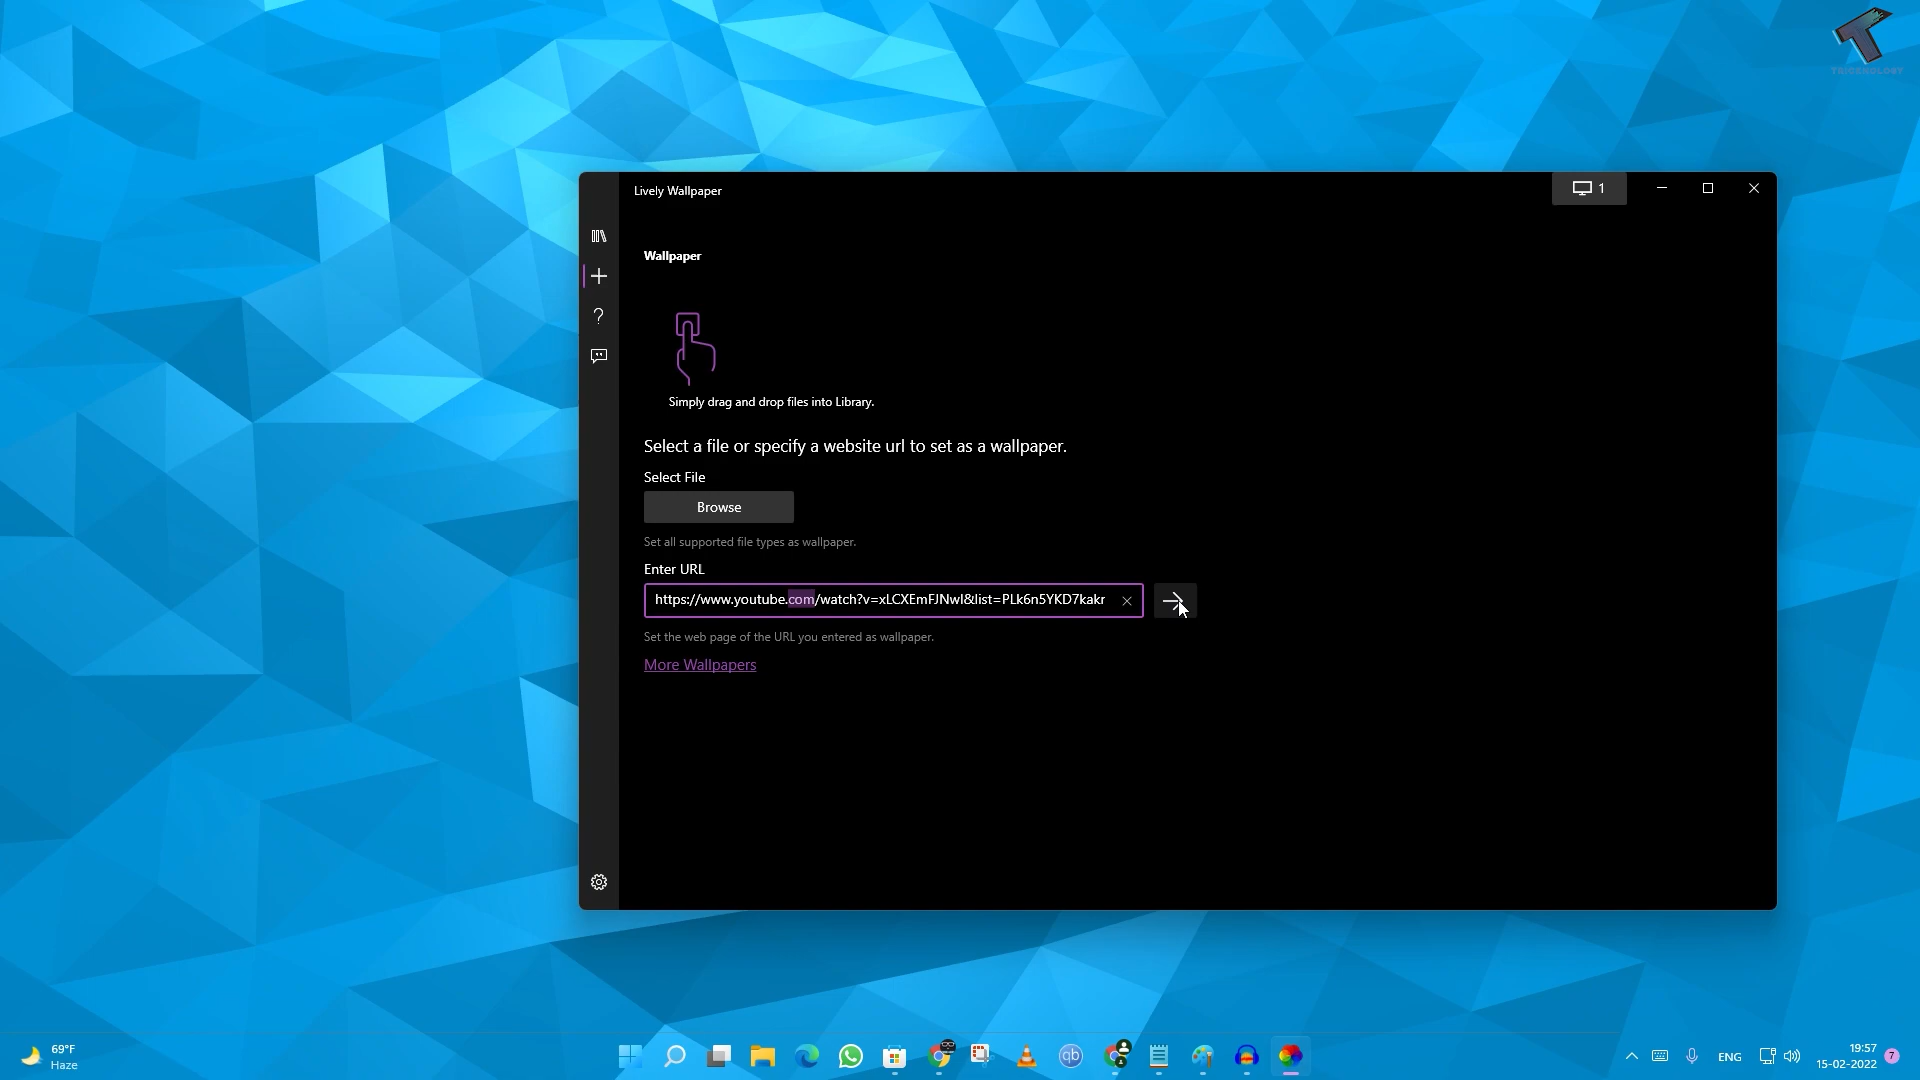 TRICKNOLOGY
Lively Wallpaper
1
Wallpaper
Simply drag and drop files into Library.
Select a file or specify a website url to set as a wallpaper.
Select File
Browse
Set all supported file types as wallpaper.
Enter URL
https://www.youtube.com/watch?v=xLCXEmFJNwI&list=PLk6n5YKD7kakr
Set the web page of the URL you entered as wallpaper.
More Wallpapers
69°F
Haze
qb
ENG
19:57
15-02-2022
7